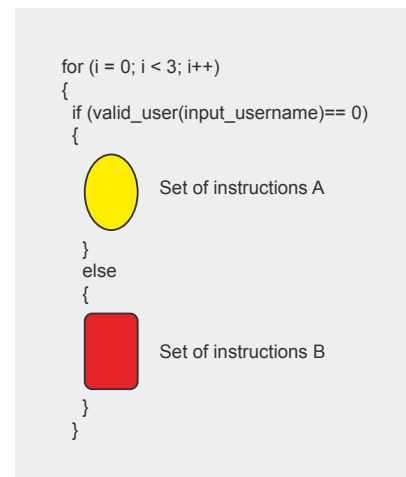 for (i = 0; i < 3; i++)
{
if (valid_user(input_username)== 0)
{
Set of instructions A
}
else
{
Set of instructions B
}
}